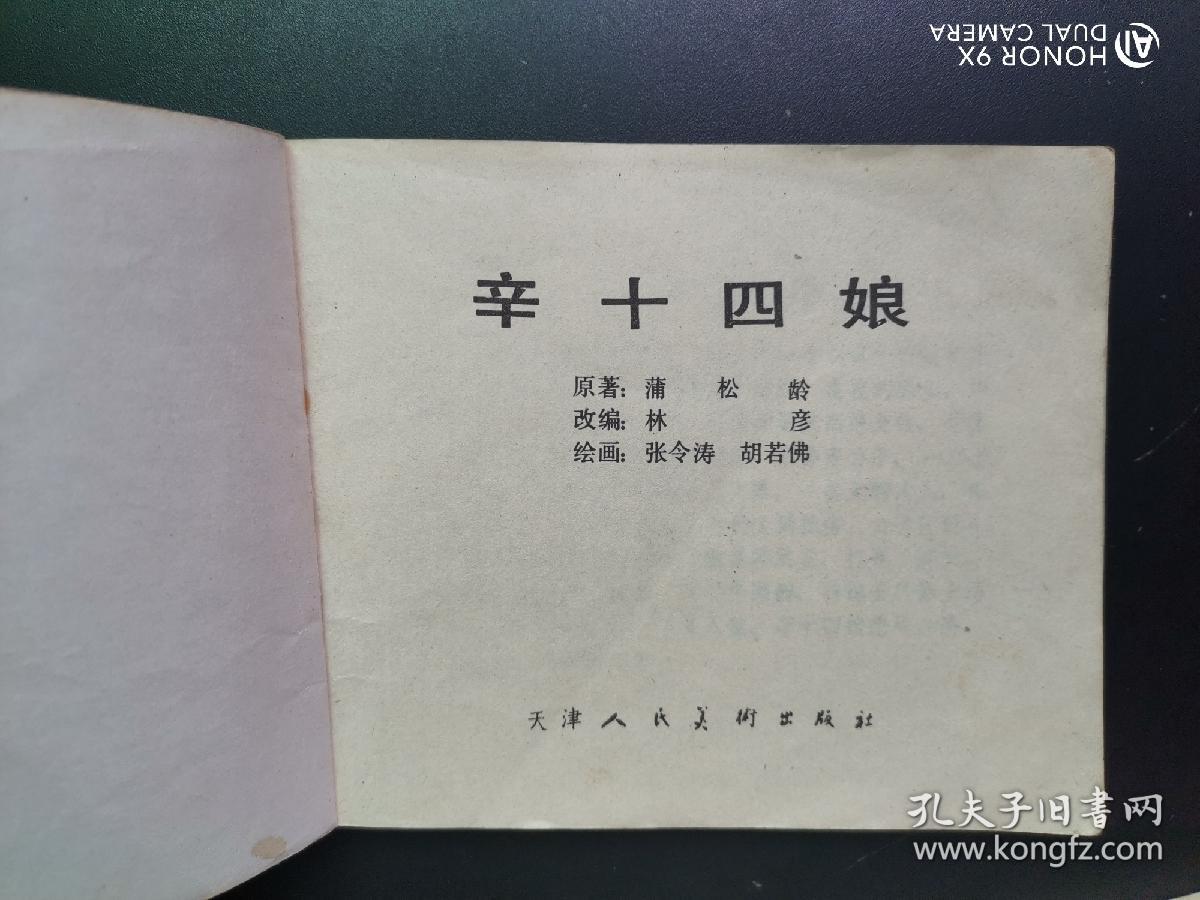 HONOR 9X
AI DUAL CAMERA
辛十四娘
原著：蒲松龄
改编：林彦
绘画：张令涛 胡若佛
天津人民美術出版社
孔夫子旧书网
www.kongfz.com